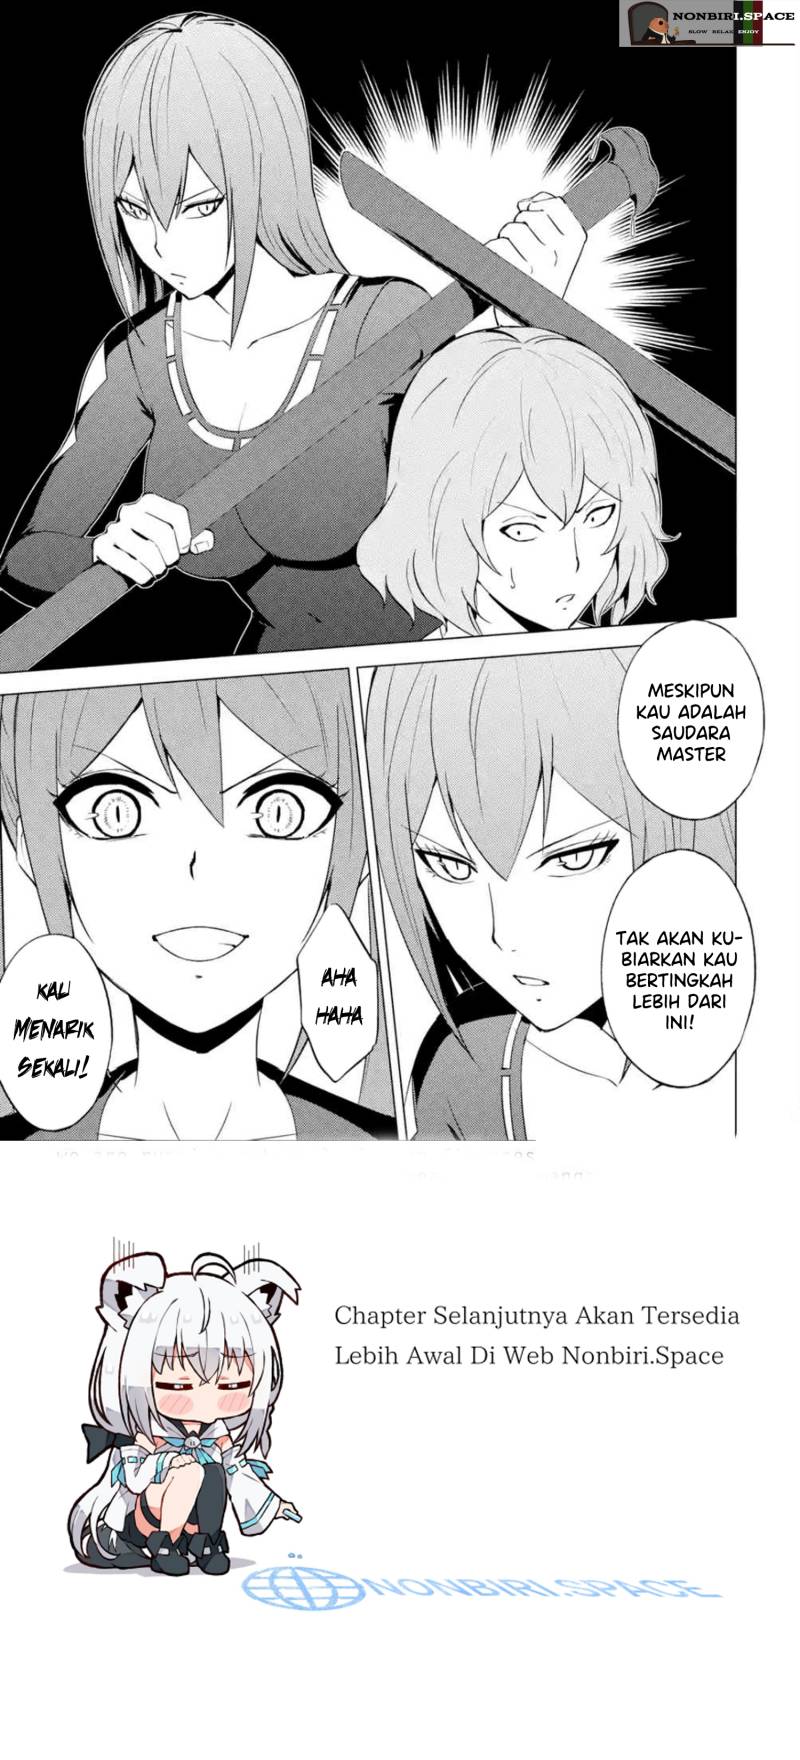 NONBIRI.SPACE
SLOW RELAX ENJOY
MESKIPUN
KAU ADALAH
SAUDARA
MASTER
TAK AKAN KU-
BIARKAN KAU
BERTINGKAH
LEBIH DARI
INI!
AHA
HAHA
KAU
MENARIK
SEKALI!
Chapter Selanjutnya Akan Tersedia
Lebih Awal Di Web Nonbiri.Space
NONBIRI.SPACE